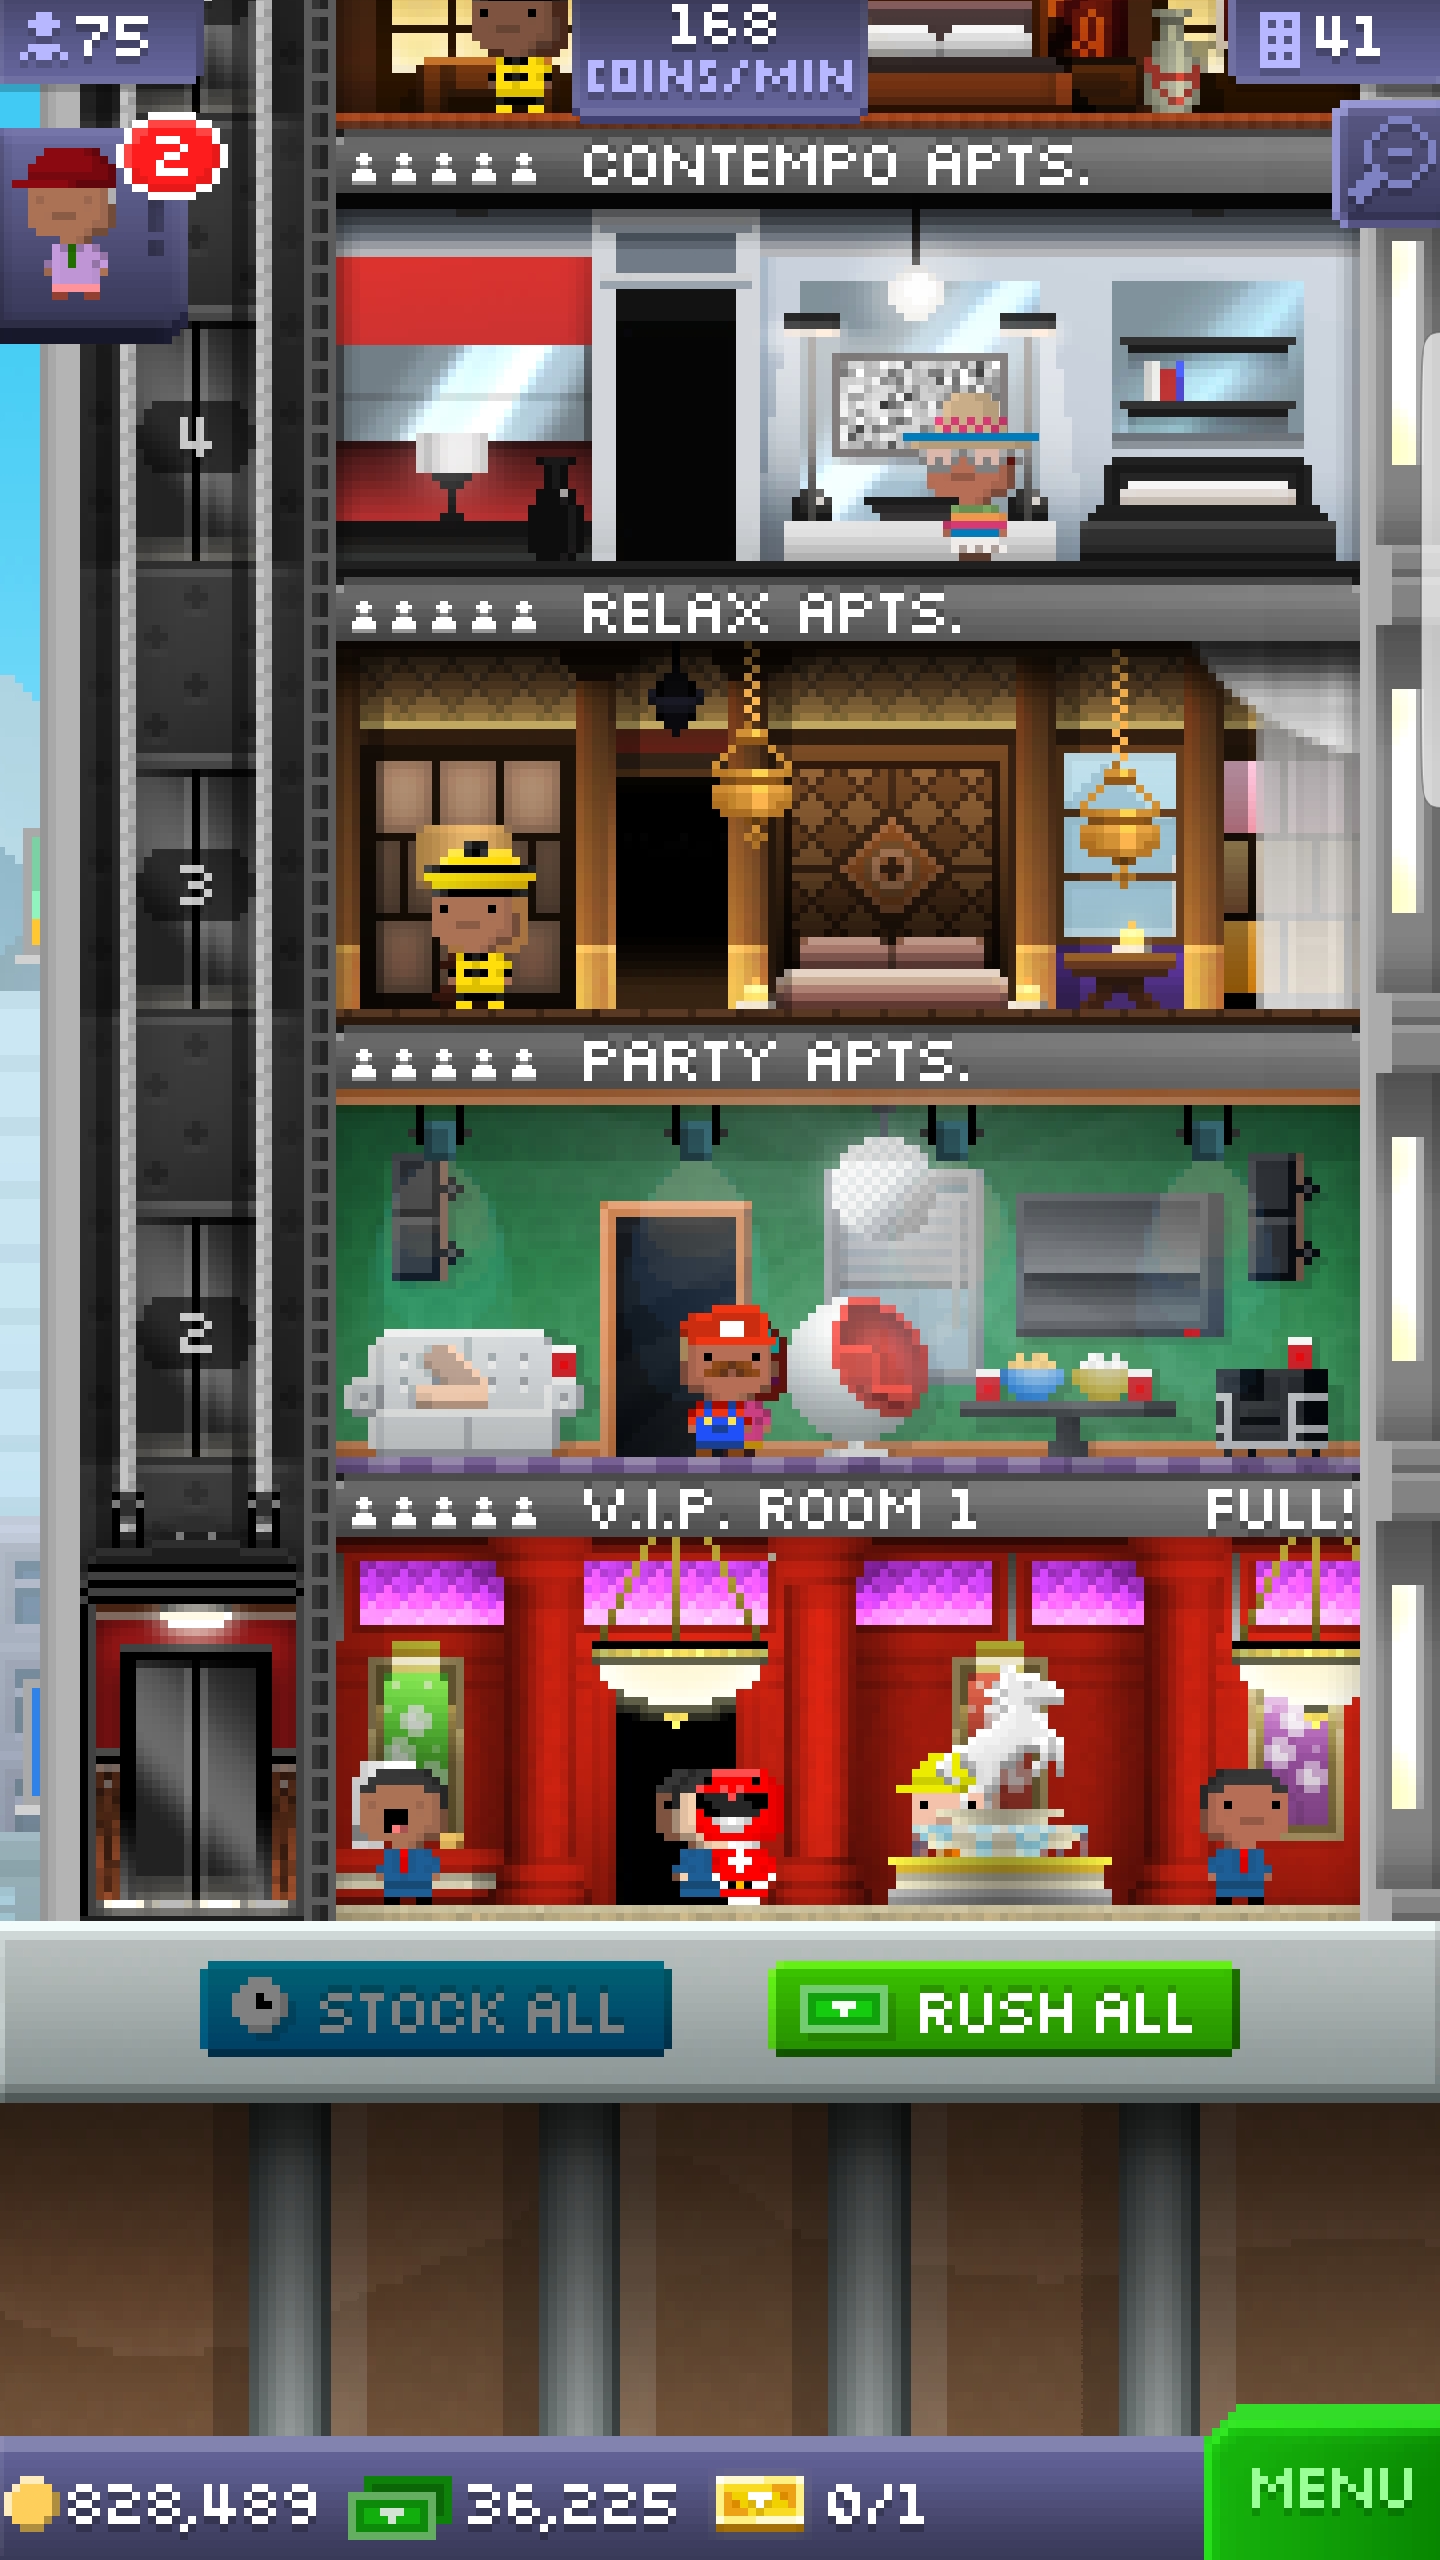 75
168
COINS/MIN
41
2
!
CONTEMPO APTS.
4
RELAX APTS.
3
PARTY APTS.
2
V.I.P. ROOM 1 FULL!
STOCK ALL
RUSH ALL
828,489 36,225 0/1
MENU